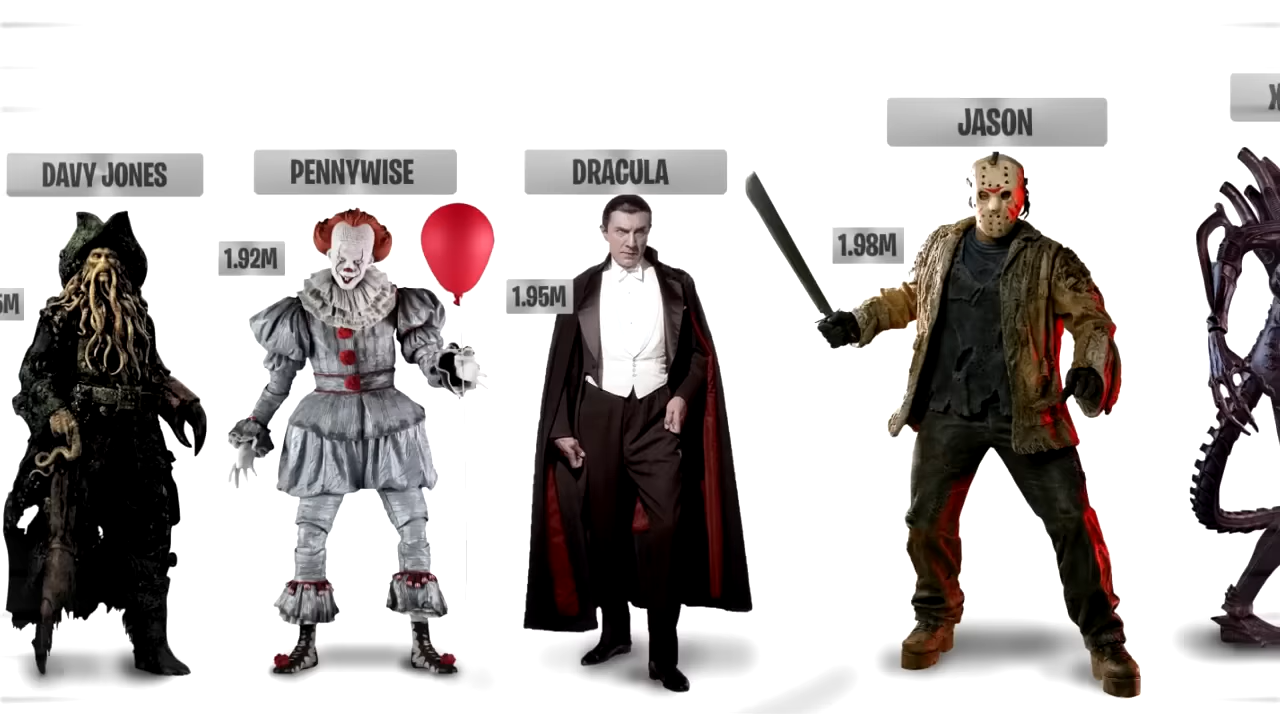 DAVY JONES
PENNYWISE
1.92M
DRACULA
1.95M
JASON
1.98M